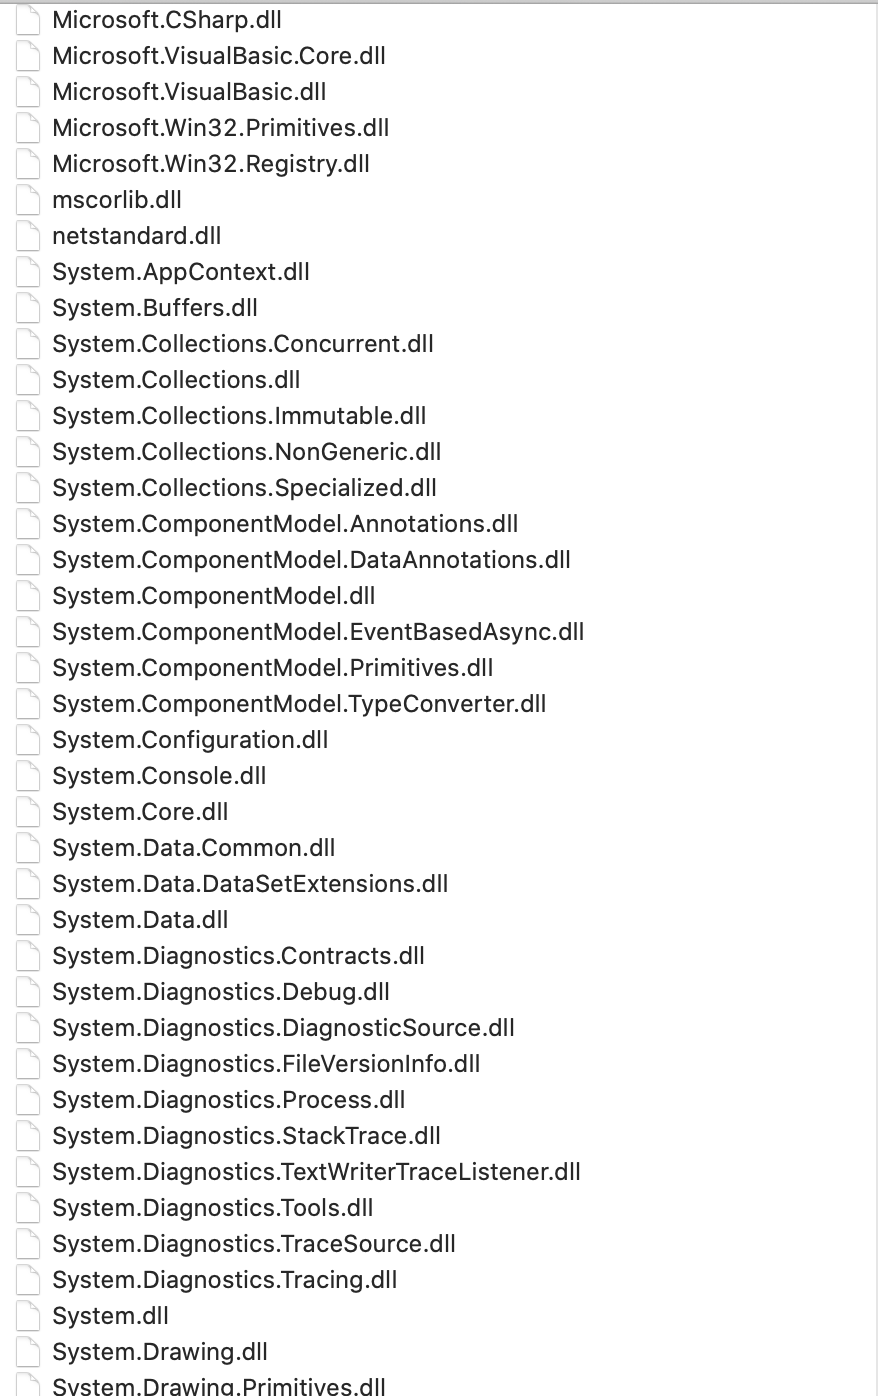 Microsoft.CSharp.dll
Microsoft.VisualBasic.Core.dll
Microsoft.VisualBasic.dll
Microsoft.Win32.Primitives.dll
Microsoft.Win32.Registry.dll
mscorlib.dll
netstandard.dll
System.AppContext.dll
System.Buffers.dll
System.Collections.Concurrent.dll
System.Collections.dll
System.Collections.Immutable.dll
System.Collections.NonGeneric.dll
System.Collections.Specialized.dll
System.ComponentModel.Annotations.dll
System.ComponentModel.DataAnnotations.dll
System.ComponentModel.dll
System.ComponentModel.EventBasedAsync.dll
System.ComponentModel.Primitives.dll
System.ComponentModel.TypeConverter.dll
System.Configuration.dll
System.Console.dll
System.Core.dll
System.Data.Common.dll
System.Data.DataSetExtensions.dll
System.Data.dll
System.Diagnostics.Contracts.dll
System.Diagnostics.Debug.dll
System.Diagnostics.DiagnosticSource.dll
System.Diagnostics.FileVersionInfo.dll
System.Diagnostics.Process.dll
System.Diagnostics.StackTrace.dll
System.Diagnostics.TextWriterTraceListener.dll
System.Diagnostics.Tools.dll
System.Diagnostics.TraceSource.dll
System.Diagnostics.Tracing.dll
System.dll
System.Drawing.dll
System.Drawing.Primitives.dll